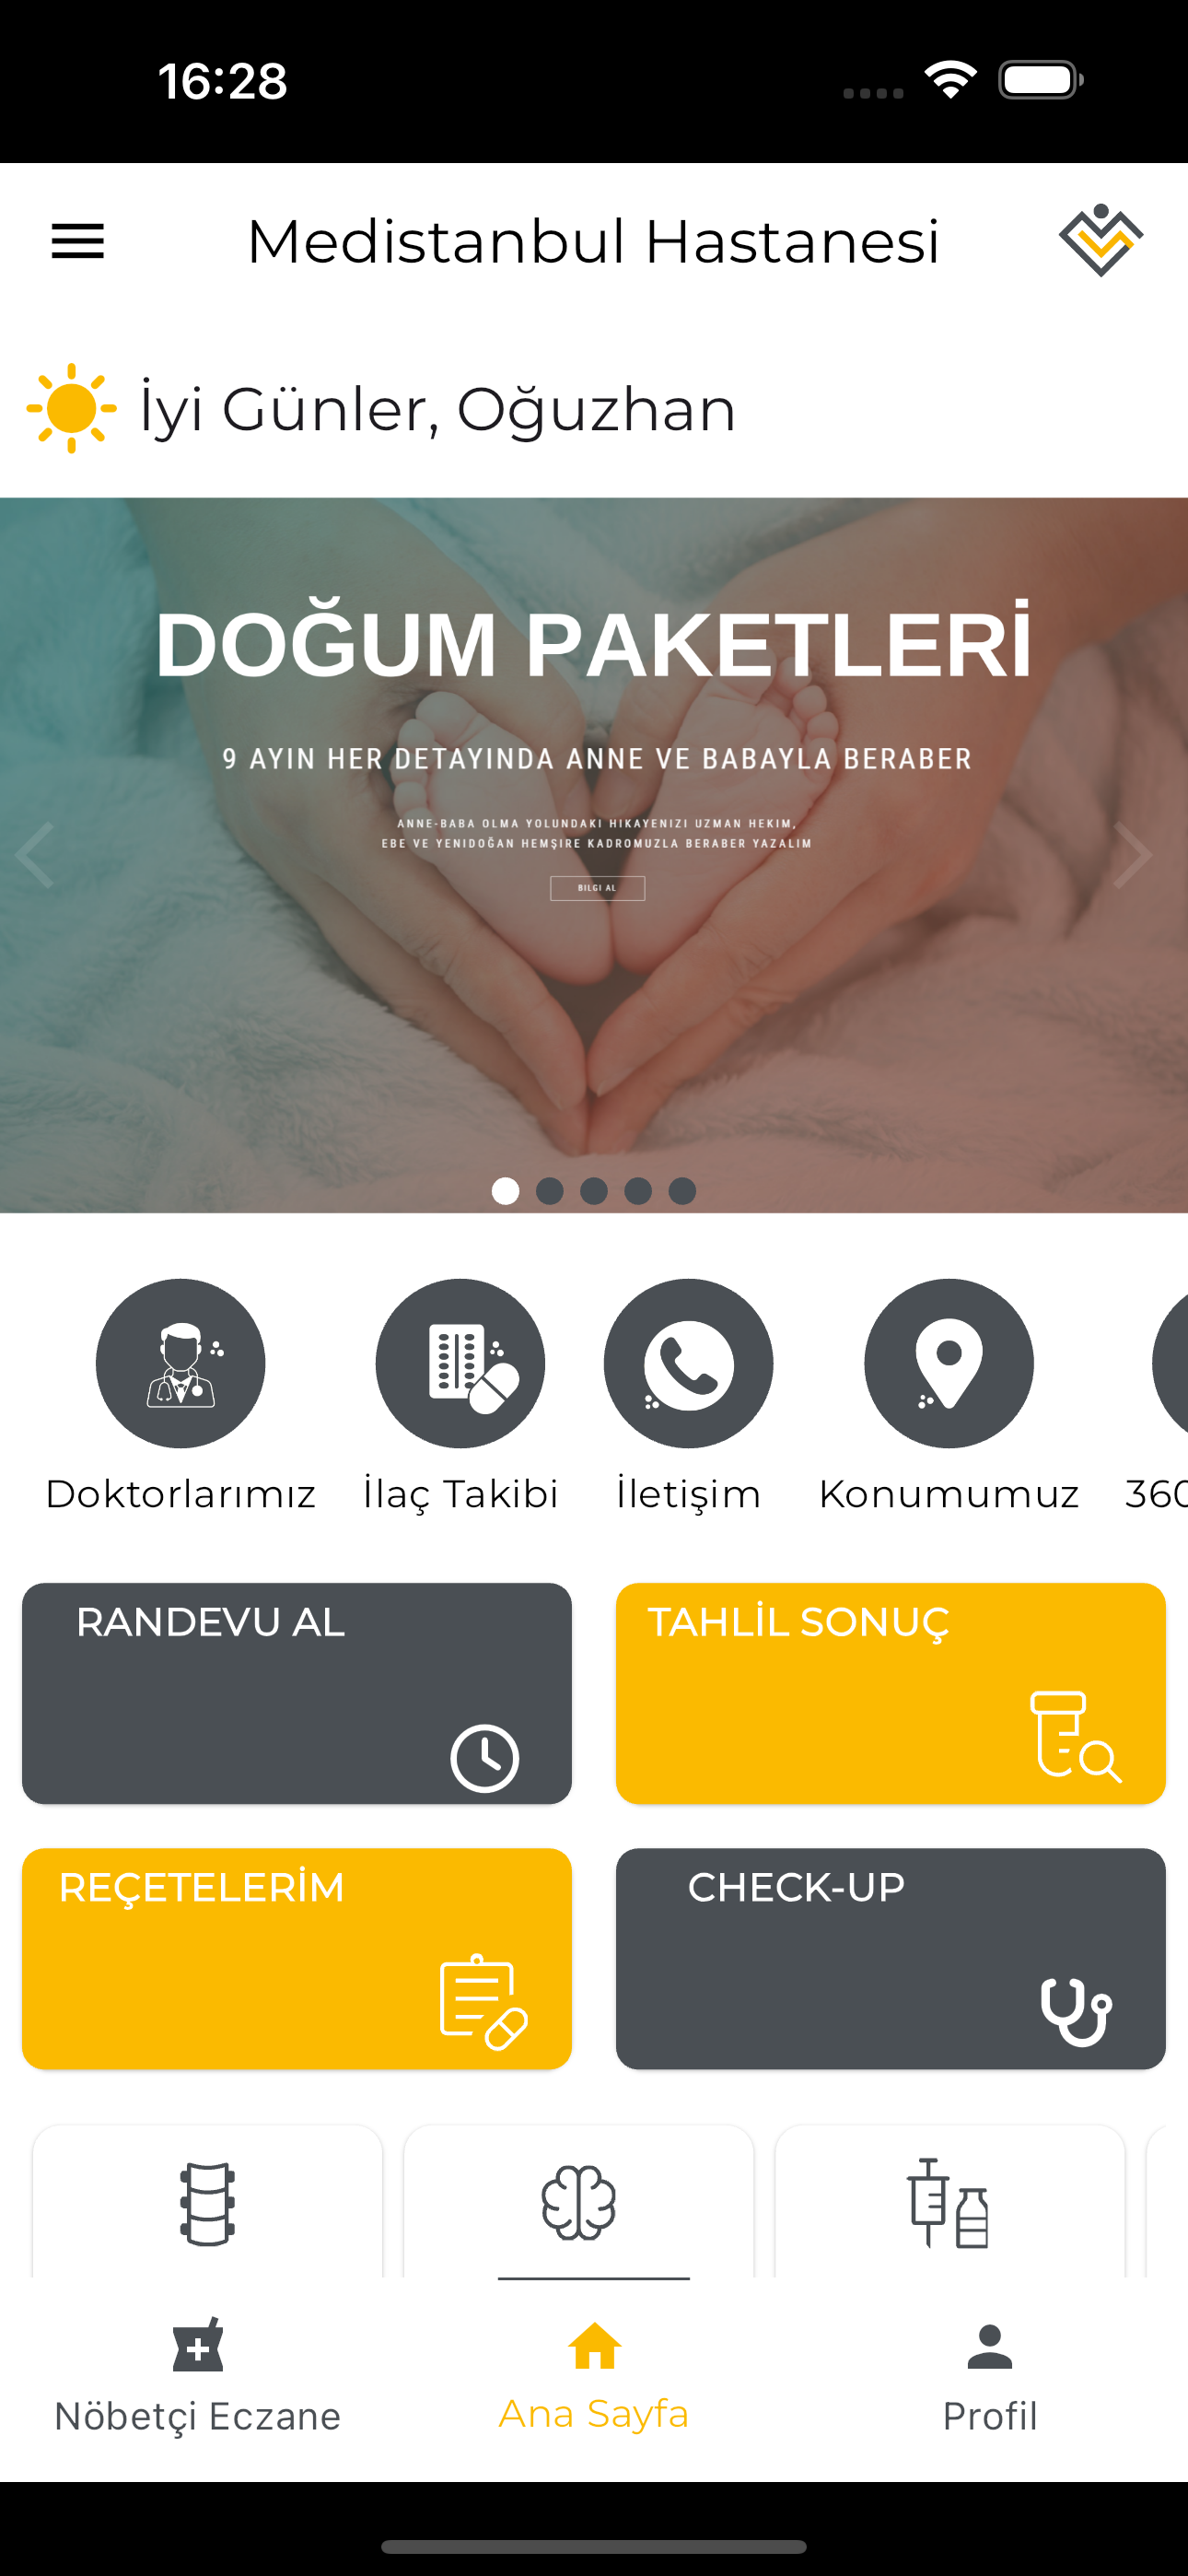 16:28
Medistanbul Hastanesi
İyi Günler, Oğuzhan
DOĞUM PAKETLERİ
9 AYIN HER DETAYINDA ANNE VE BABAYLA BERABER
ANNE-BABA OLMA YOLUNDAKI HIKAYENIZI UZMAN HEKIM,
EBE VE YENIDOĞAN HEMŞIRE KADROMUZLA BERABER YAZALIM
BILGI AL
Doktorlarımız
İlaç Takibi
İletişim
Konumumuz
360
RANDEVU AL
TAHLİL SONUÇ
REÇETELERİM
CHECK-UP
Nöbetçi Eczane
Ana Sayfa
Profil